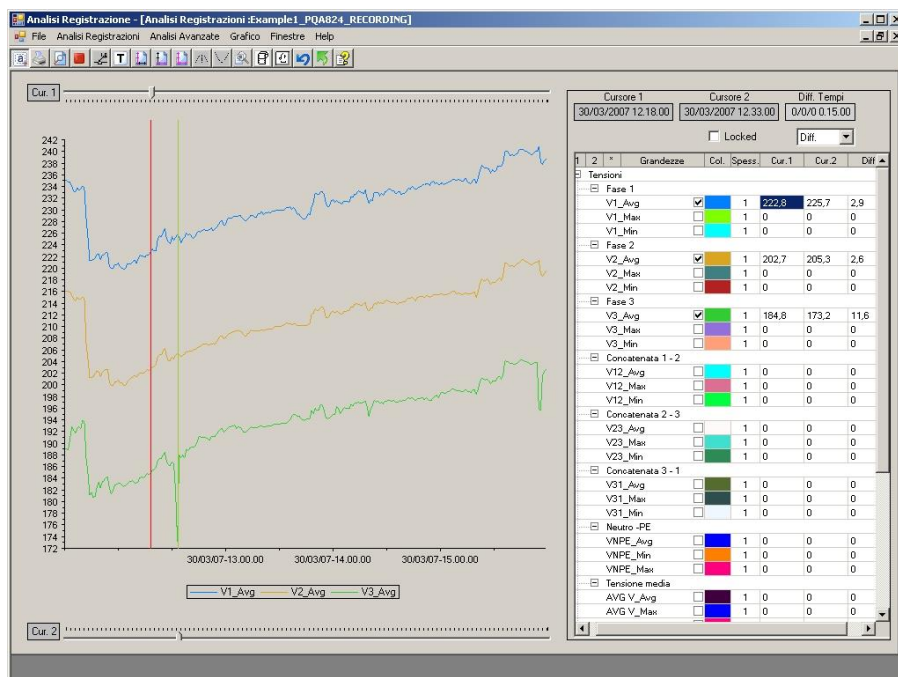 Analisi Registrazione - [Analisi Registrazioni :Example1_PQA824_RECORDING]
File Analisi Registrazioni Analisi Avanzate Grafico Finestre Help
Cur. 1
242
240
238
236
234
232
230
228
226
224
222
220
218
216
214
212
210
208
206
204
202
200
198
196
194
192
190
188
186
184
182
180
178
176
174
172
30/03/07-13.00.00 30/03/07-14.00.00 30/03/07-15.00.00
V1_Avg V2_Avg V3_Avg
Cur. 2
Cursore 1 Cursore 2 Diff. Tempi
30/03/2007 12.18.00 30/03/2007 12.33.00 0/0/0 0.15.00
Locked Diff.
1 2 * Grandezze Col. Spess. Cur.1 Cur.2 Diff
Tensioni
Fase 1
V1_Avg 1 222,8 225,7 2,9
V1_Max 1 0 0 0
V1_Min 1 0 0 0
Fase 2
V2_Avg 1 202,7 205,3 2,6
V2_Max 1 0 0 0
V2_Min 1 0 0 0
Fase 3
V3_Avg 1 184,8 173,2 11,6
V3_Max 1 0 0 0
V3_Min 1 0 0 0
Concatenata 1 - 2
V12_Avg 1 0 0 0
V12_Max 1 0 0 0
V12_Min 1 0 0 0
Concatenata 2 - 3
V23_Avg 1 0 0 0
V23_Max 1 0 0 0
V23_Min 1 0 0 0
Concatenata 3 - 1
V31_Avg 1 0 0 0
V31_Max 1 0 0 0
V31_Min 1 0 0 0
Neutro -PE
VNPE_Avg 1 0 0 0
VNPE_Min 1 0 0 0
VNPE_Max 1 0 0 0
Tensione media
AVG V_Avg 1 0 0 0
AVG V_Max 1 0 0 0